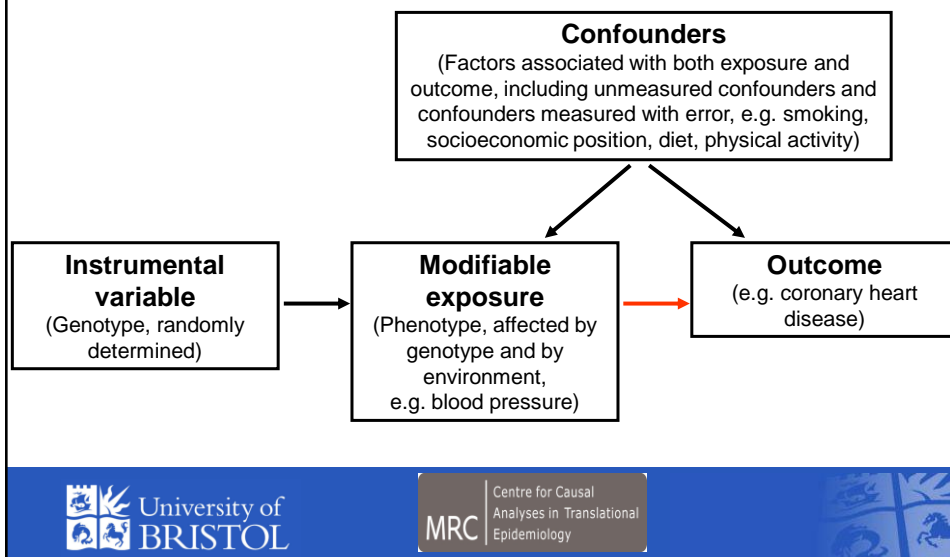 Confounders
(Factors associated with both exposure and
outcome, including unmeasured confounders and
confounders measured with error, e.g. smoking,
socioeconomic position, diet, physical activity)
Instrumental
variable
(Genotype, randomly
determined)
Modifiable
exposure
(Phenotype, affected by
genotype and by
environment,
e.g. blood pressure)
Outcome
(e.g. coronary heart
disease)
University of
BRISTOL
MRC
Centre for Causal
Analyses in Translational
Epidemiology